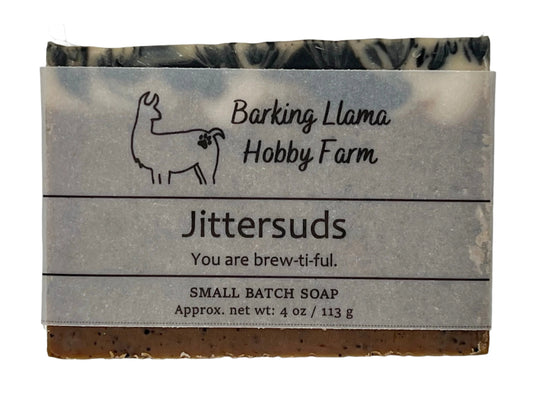 Barking Llama
Hobby Farm
Jittersuds
You are brew-ti-ful.
SMALL BATCH SOAP
Approx. net wt: 4 oz / 113 g